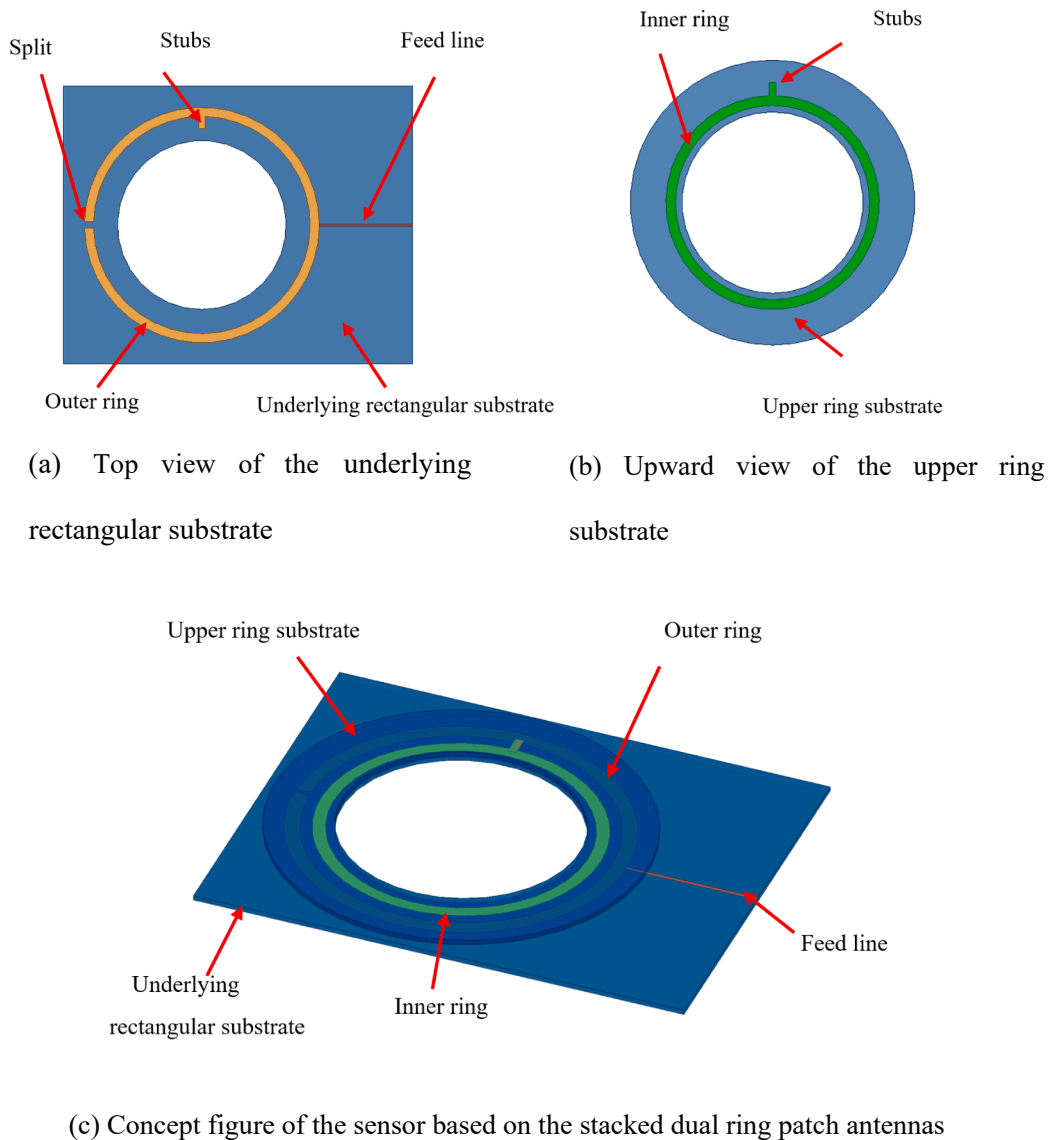 Split
Stubs
Feed line
Outer ring
Underlying rectangular substrate
(a) Top view of the underlying
rectangular substrate
Inner ring
Stubs
Upper ring substrate
(b) Upward view of the upper ring
substrate
Upper ring substrate
Outer ring
Underlying
rectangular substrate
Inner ring
Feed line
(c) Concept figure of the sensor based on the stacked dual ring patch antennas